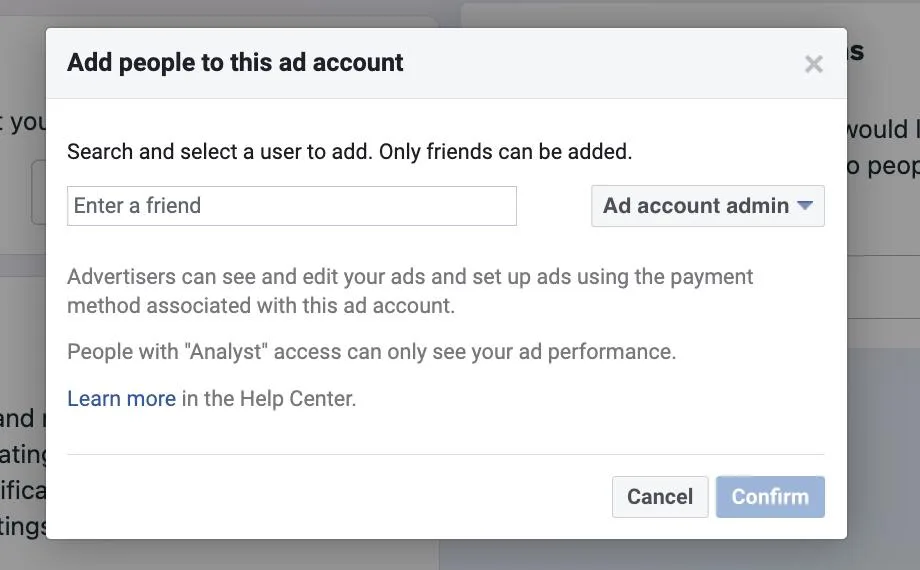 Add people to this ad account
Search and select a user to add. Only friends can be added.
Enter a friend
Ad account admin
Advertisers can see and edit your ads and set up ads using the payment
method associated with this ad account.
People with "Analyst" access can only see your ad performance.
Learn more in the Help Center.
Cancel
Confirm
would
and